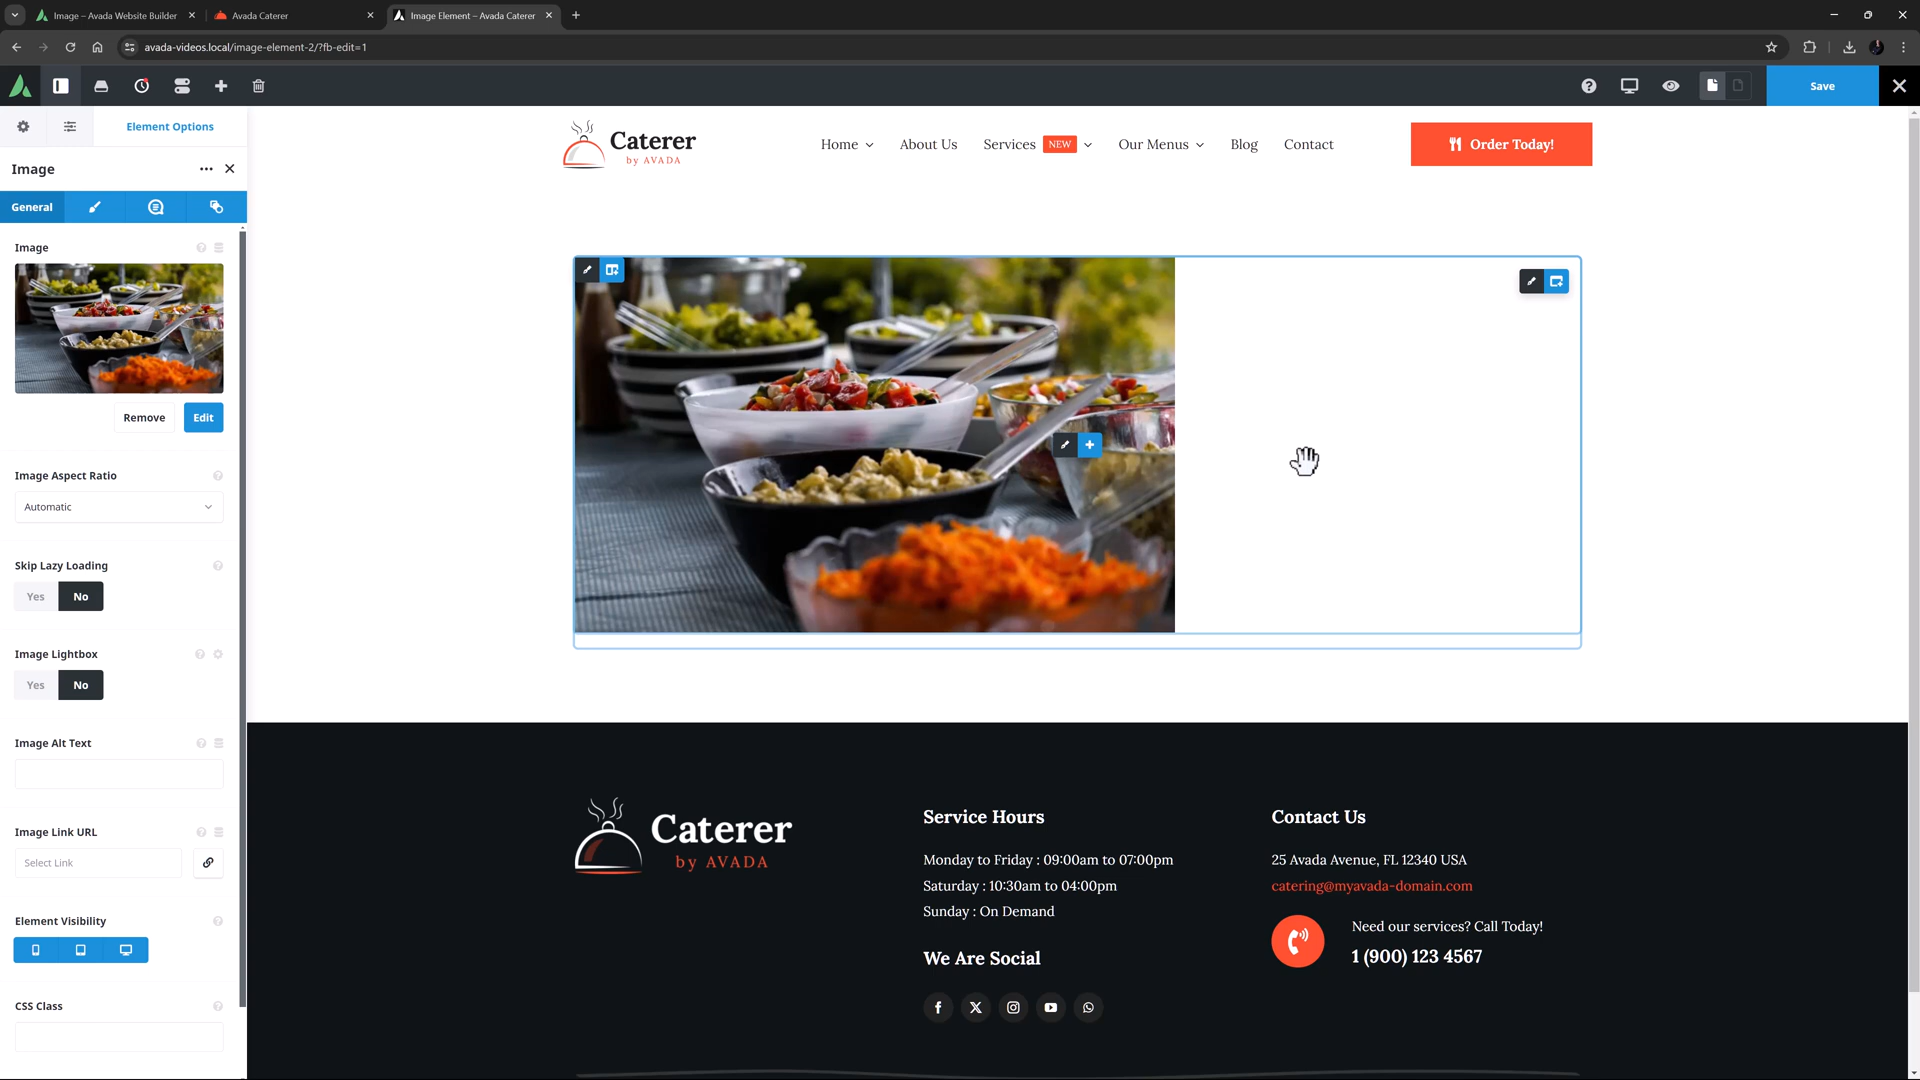 Image – Avada Website Builder
Avada Caterer
Image Element – Avada Caterer
avada-videos.local/image-element-2/?fb-edit=1
Save
Element Options
Image
General
Image
Remove
Edit
Image Aspect Ratio
Automatic
Skip Lazy Loading
Yes
No
Image Lightbox
Yes
No
Image Alt Text
Image Link URL
Select Link
Element Visibility
CSS Class
Caterer
by AVADA
Home
About Us
Services
NEW
Our Menus
Blog
Contact
Order Today!
Caterer
by AVADA
Service Hours
Monday to Friday : 09:00am to 07:00pm
Saturday : 10:30am to 04:00pm
Sunday : On Demand
We Are Social
Contact Us
25 Avada Avenue, FL 12340 USA
catering@myavada-domain.com
Need our services? Call Today!
1 (900) 123 4567